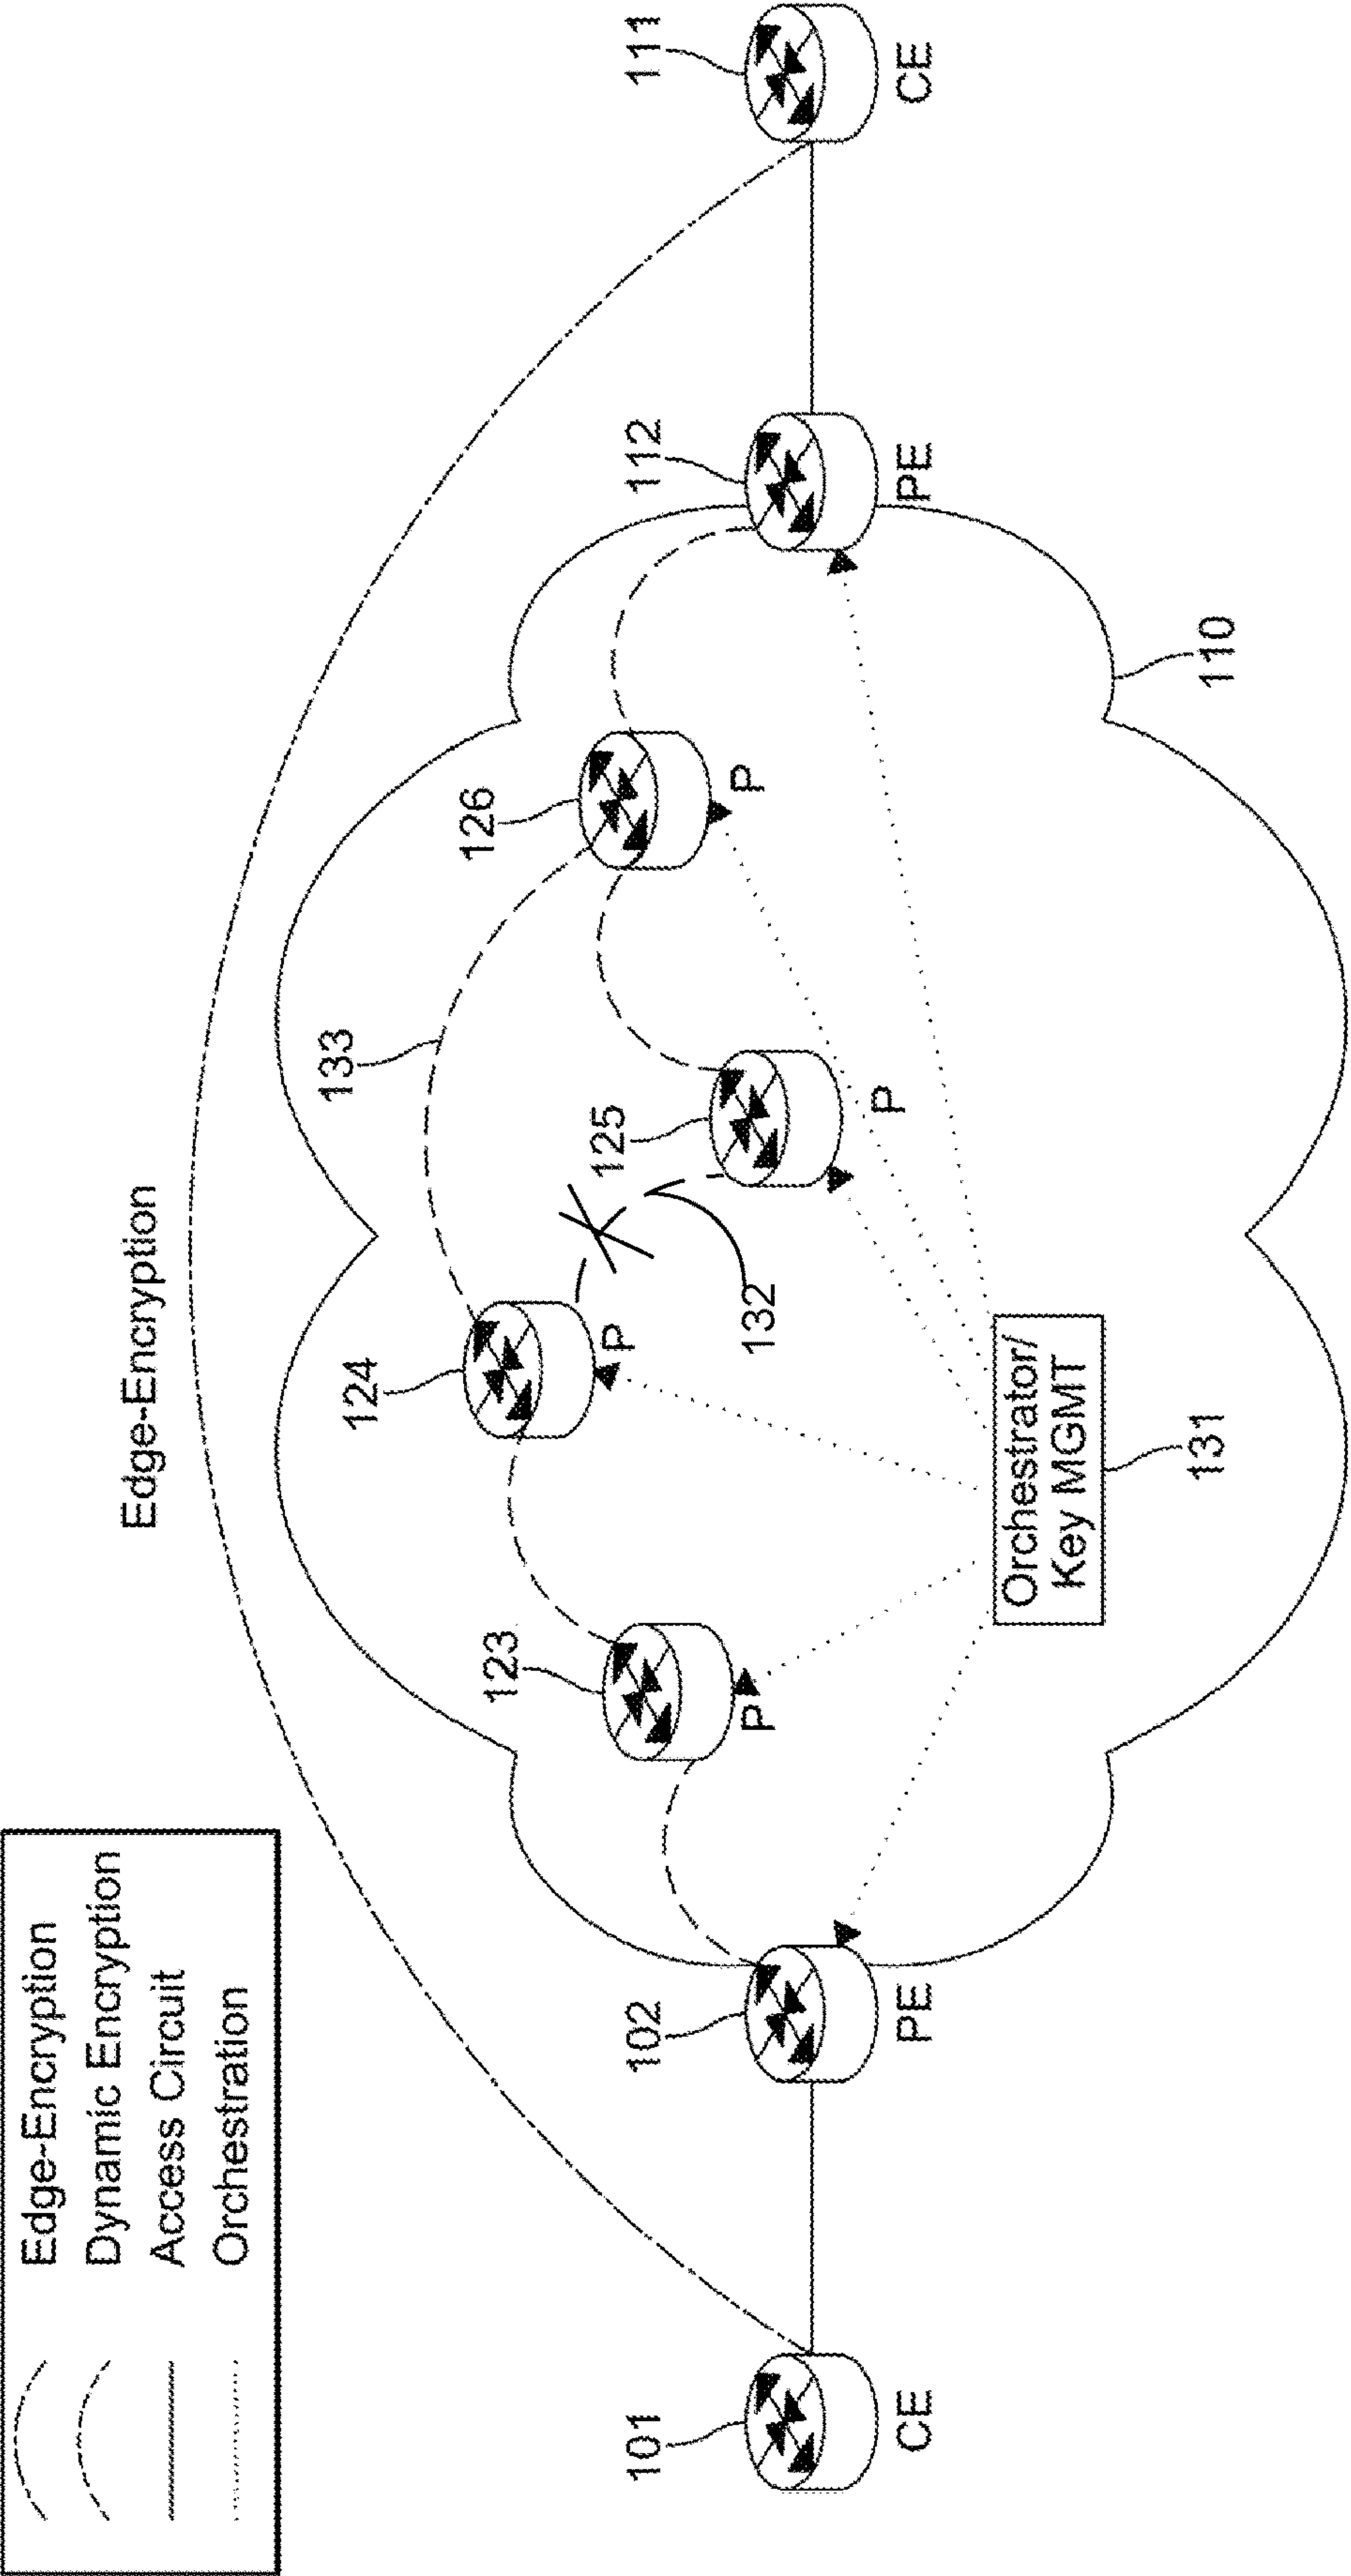 Edge-Encryption
Dynamic Encryption
Access Circuit
Orchestration
Edge-Encryption
133
124
126
123
125
132
102
112
101
111
P
P
P
P
CE
PE
PE
CE
Orchestrator/
Key MGMT
131
110